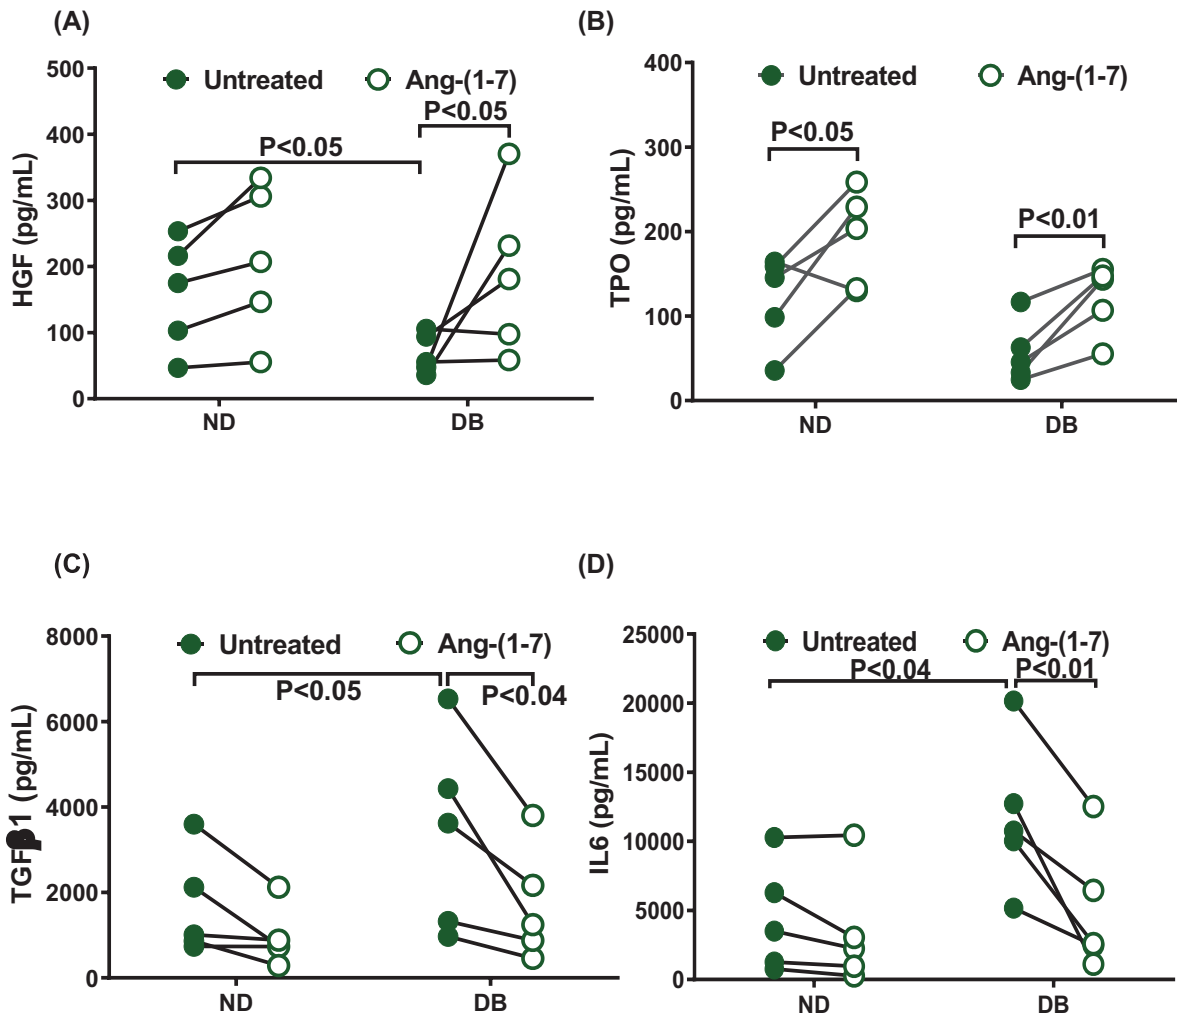 (A)
500
400
300
200
100
0
HGF (pg/mL)
Untreated
Ang-(1-7)
P<0.05
P<0.05
ND
DB
(B)
400
300
200
100
0
TPO (pg/mL)
Untreated
Ang-(1-7)
P<0.05
P<0.01
ND
DB
(C)
8000
6000
4000
2000
0
TGFβ1 (pg/mL)
Untreated
Ang-(1-7)
P<0.05
P<0.04
ND
DB
(D)
25000
20000
15000
10000
5000
0
IL6 (pg/mL)
Untreated
Ang-(1-7)
P<0.04
P<0.01
ND
DB